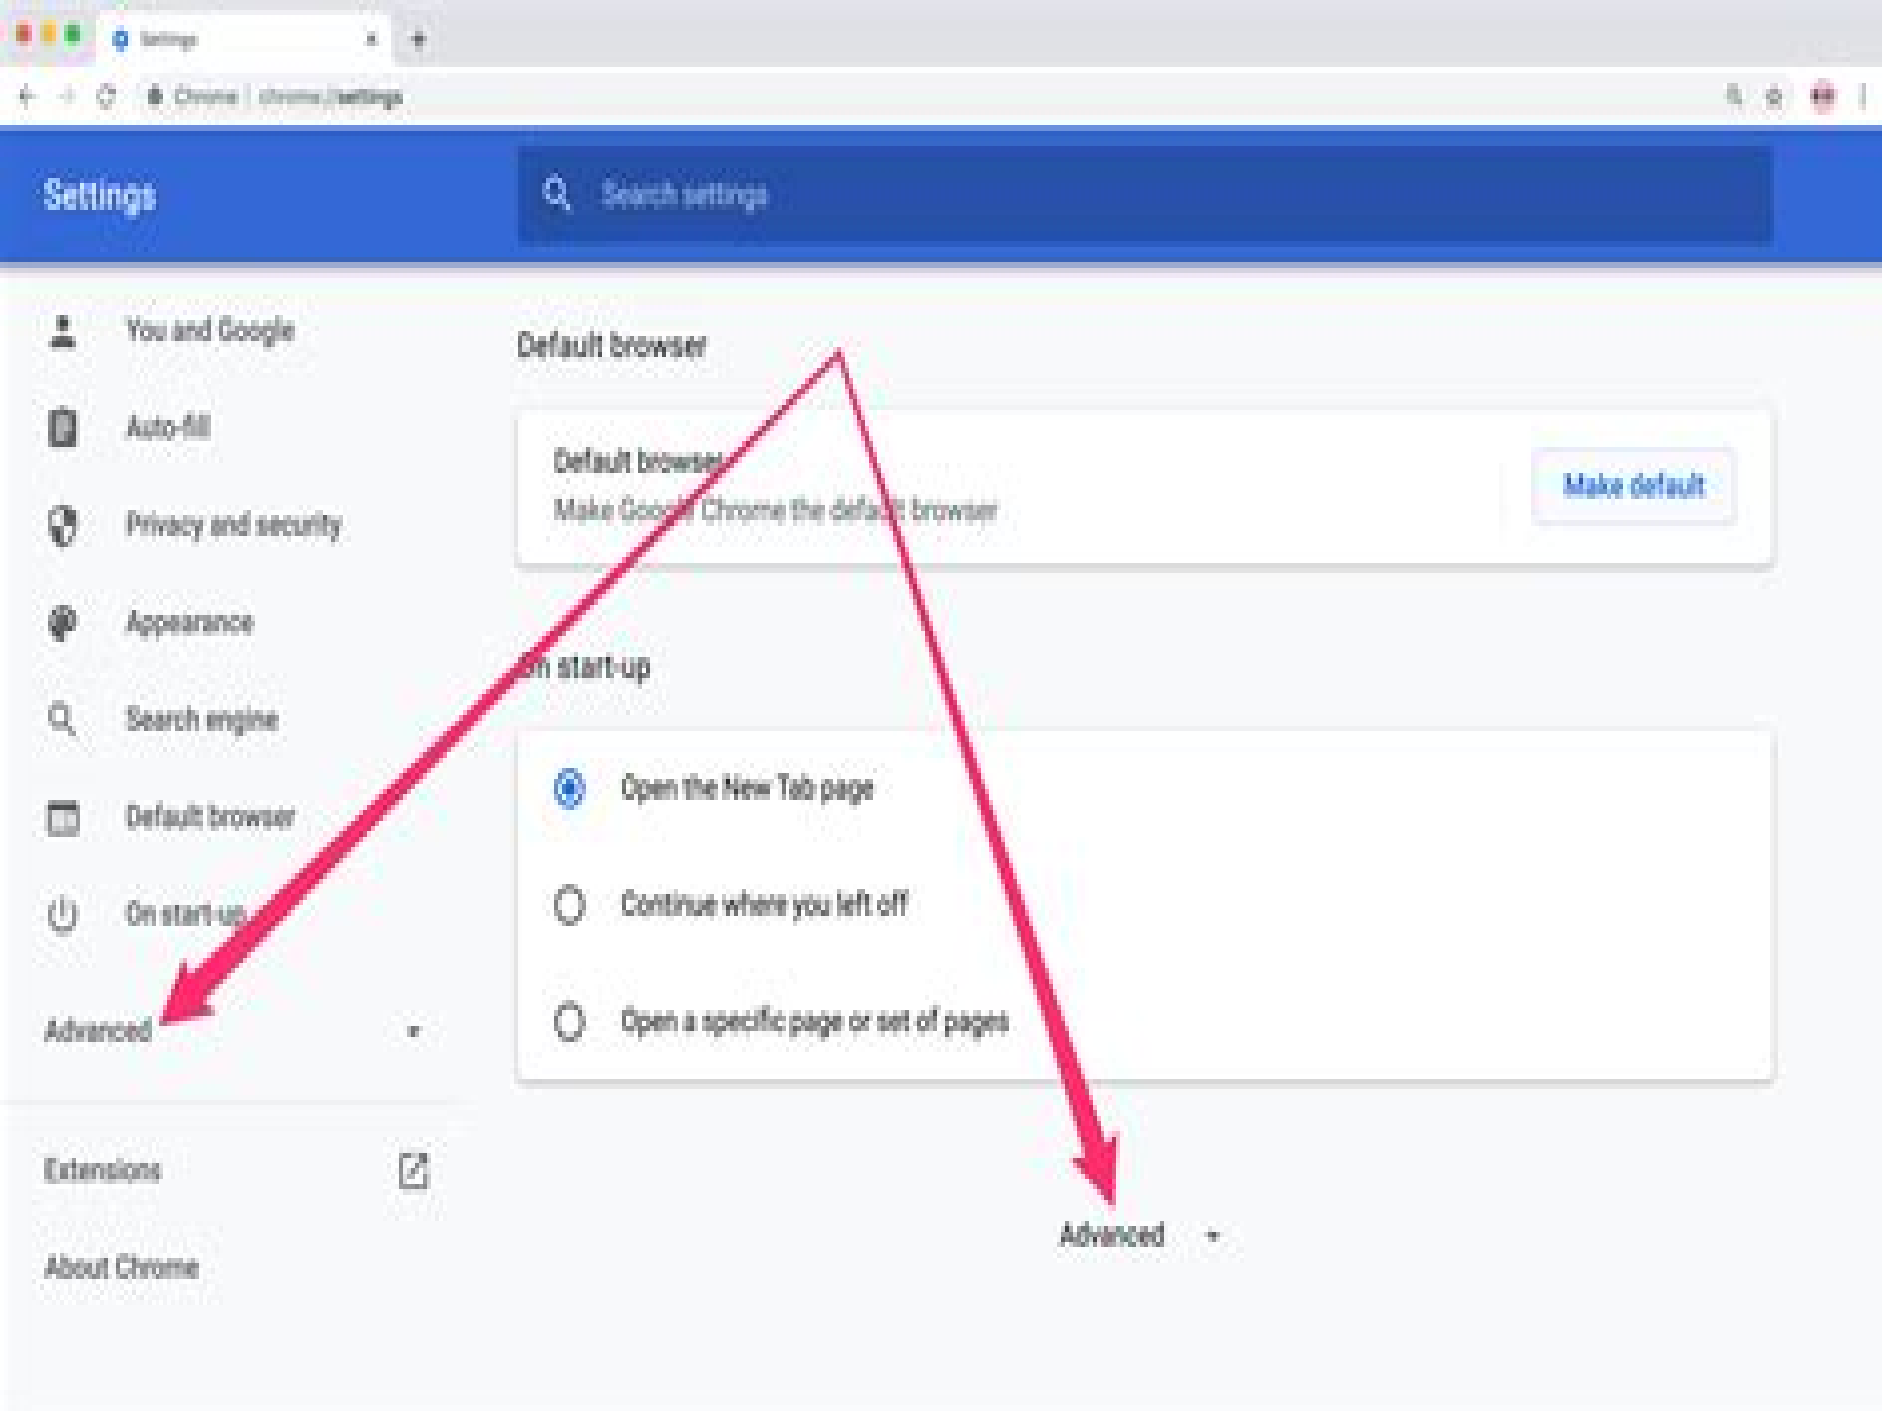 Settings
Chrome | chrome://settings
Settings
Search settings
You and Google
Auto-fill
Privacy and security
Appearance
Search engine
Default browser
On start-up
Advanced
Extensions
About Chrome
Default browser
Default browser
Make Google Chrome the default browser
Make default
On start-up
Open the New Tab page
Continue where you left off
Open a specific page or set of pages
Advanced